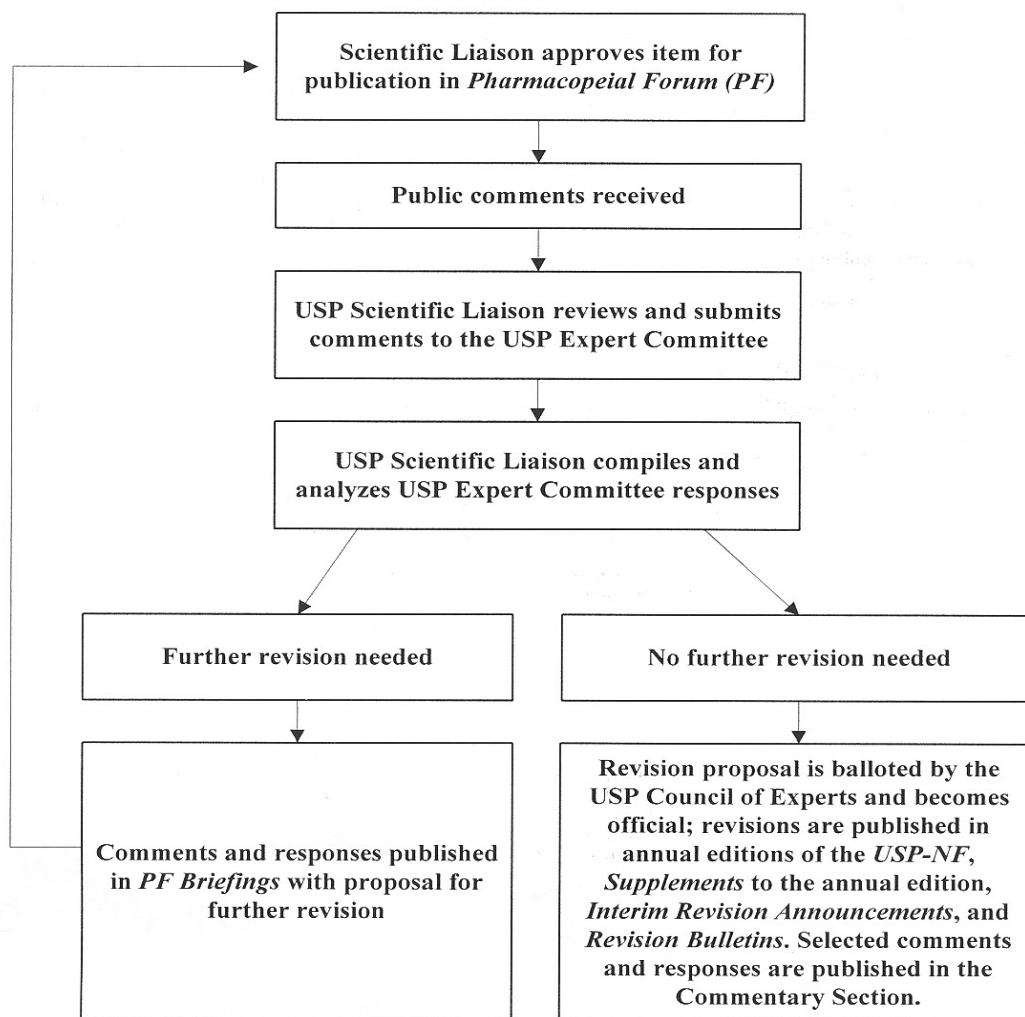 Scientific Liaison approves item for
publication in Pharmacopeial Forum (PF)
Public comments received
USP Scientific Liaison reviews and submits
comments to the USP Expert Committee
USP Scientific Liaison compiles and
analyzes USP Expert Committee responses
Further revision needed
No further revision needed
Comments and responses published
in PF Briefings with proposal for
further revision
Revision proposal is balloted by the
USP Council of Experts and becomes
official; revisions are published in
annual editions of the USP-NF,
Supplements to the annual edition,
Interim Revision Announcements, and
Revision Bulletins. Selected comments
and responses are published in the
Commentary Section.